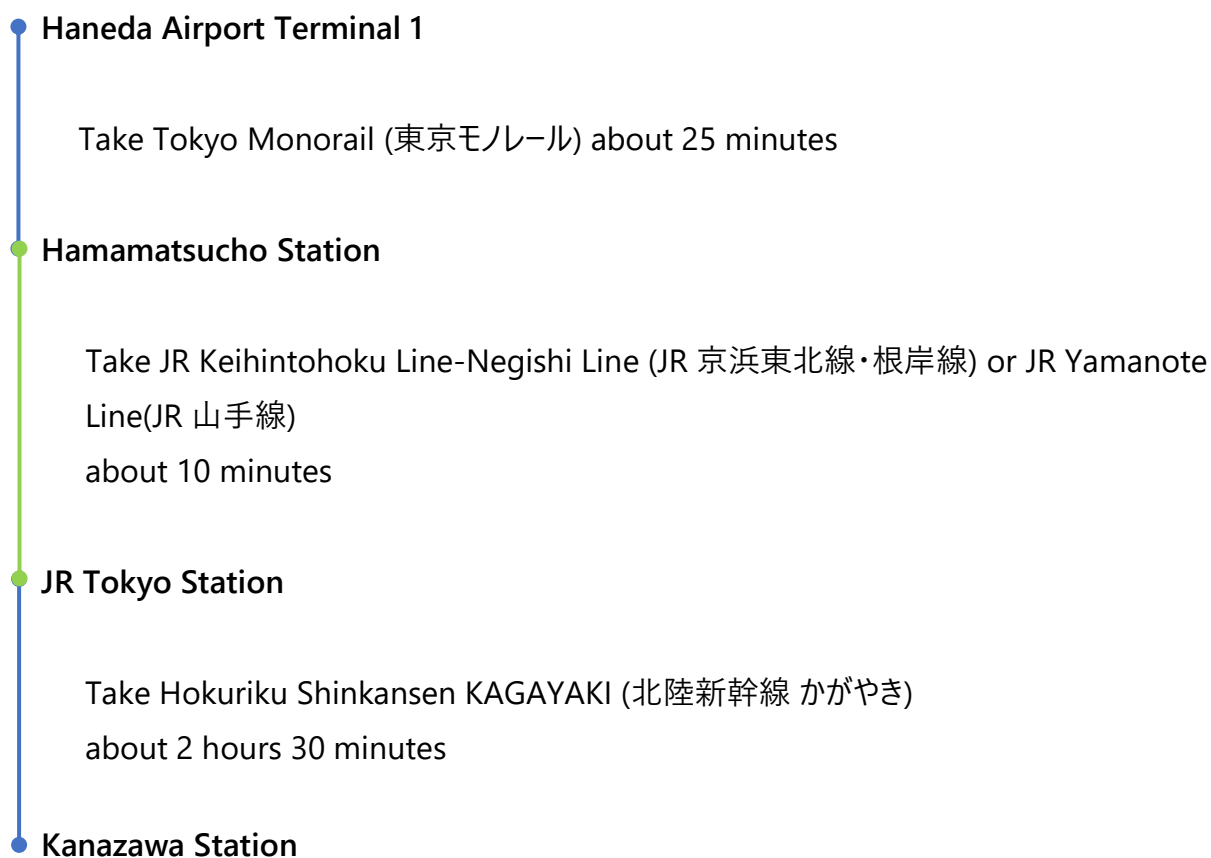 Haneda Airport Terminal 1
Take Tokyo Monorail (東京モノレール) about 25 minutes
Hamamatsucho Station
Take JR Keihintohoku Line-Negishi Line (JR 京浜東北線・根岸線) or JR Yamanote
Line(JR 山手線)
about 10 minutes
JR Tokyo Station
Take Hokuriku Shinkansen KAGAYAKI (北陸新幹線 かがやき)
about 2 hours 30 minutes
Kanazawa Station